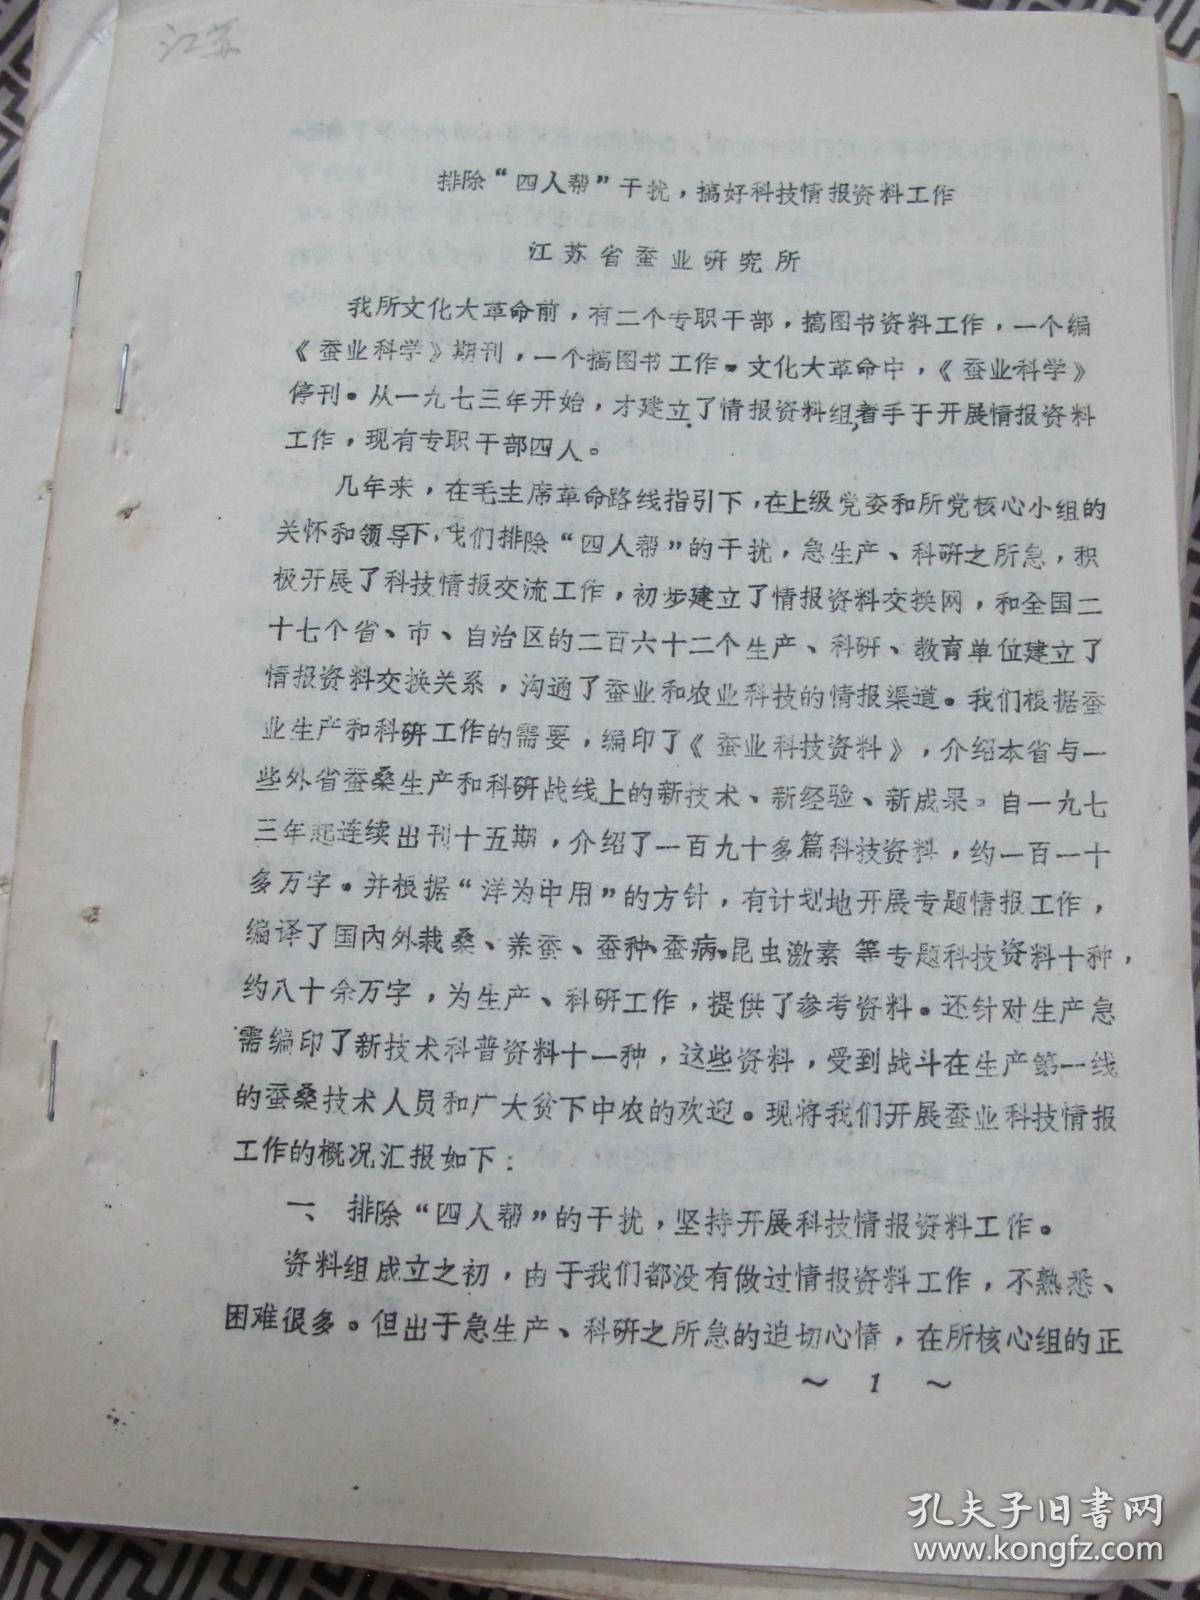 江苏
排除“四人帮”干扰，搞好科技情报资料工作
江苏省蚕业研究所
我所文化大革命前，有二个专职干部，搞图书资料工作，一个编
《蚕业科学》期刊，一个搞图书工作。文化大革命中，《蚕业科学》
停刊。从一九七三年开始，才建立了情报资料组，着手于开展情报资料
工作，现有专职干部四人。
几年来，在毛主席革命路线指引下，在上级党委和所党核心小组的
关怀和领导下，我们排除“四人帮”的干扰，急生产、科研之所急，积
极开展了科技情报交流工作，初步建立了情报资料交换网，和全国二
十七个省、市、自治区的二百六十二个生产、科研、教育单位建立了
情报资料交换关系，沟通了蚕业和农业科技的情报渠道。我们根据蚕
业生产和科研工作的需要，编印了《蚕业科技资料》，介绍本省与一
些外省蚕桑生产和科研战线上的新技术、新经验、新成果。自一九七
三年起连续出刊十五期，介绍了一百九十多篇科技资料，约一百一十
多万字。并根据“洋为中用”的方针，有计划地开展专题情报工作，
编译了国内外栽桑、养蚕、蚕种、蚕病、昆虫激素等专题科技资料十种，
约八十余万字，为生产、科研工作，提供了参考资料。还针对生产急
需编印了新技术科普资料十一种，这些资料，受到战斗在生产第一线
的蚕桑技术人员和广大贫下中农的欢迎。现将我们开展蚕业科技情报
工作的概况汇报如下：
一、排除“四人帮”的干扰，坚持开展科技情报资料工作。
资料组成立之初，由于我们都没有做过情报资料工作，不熟悉、
困难很多。但出于急生产、科研之所急的迫切心情，在所核心组的正
～ 1 ～
孔夫子旧书网
www.kongfz.com